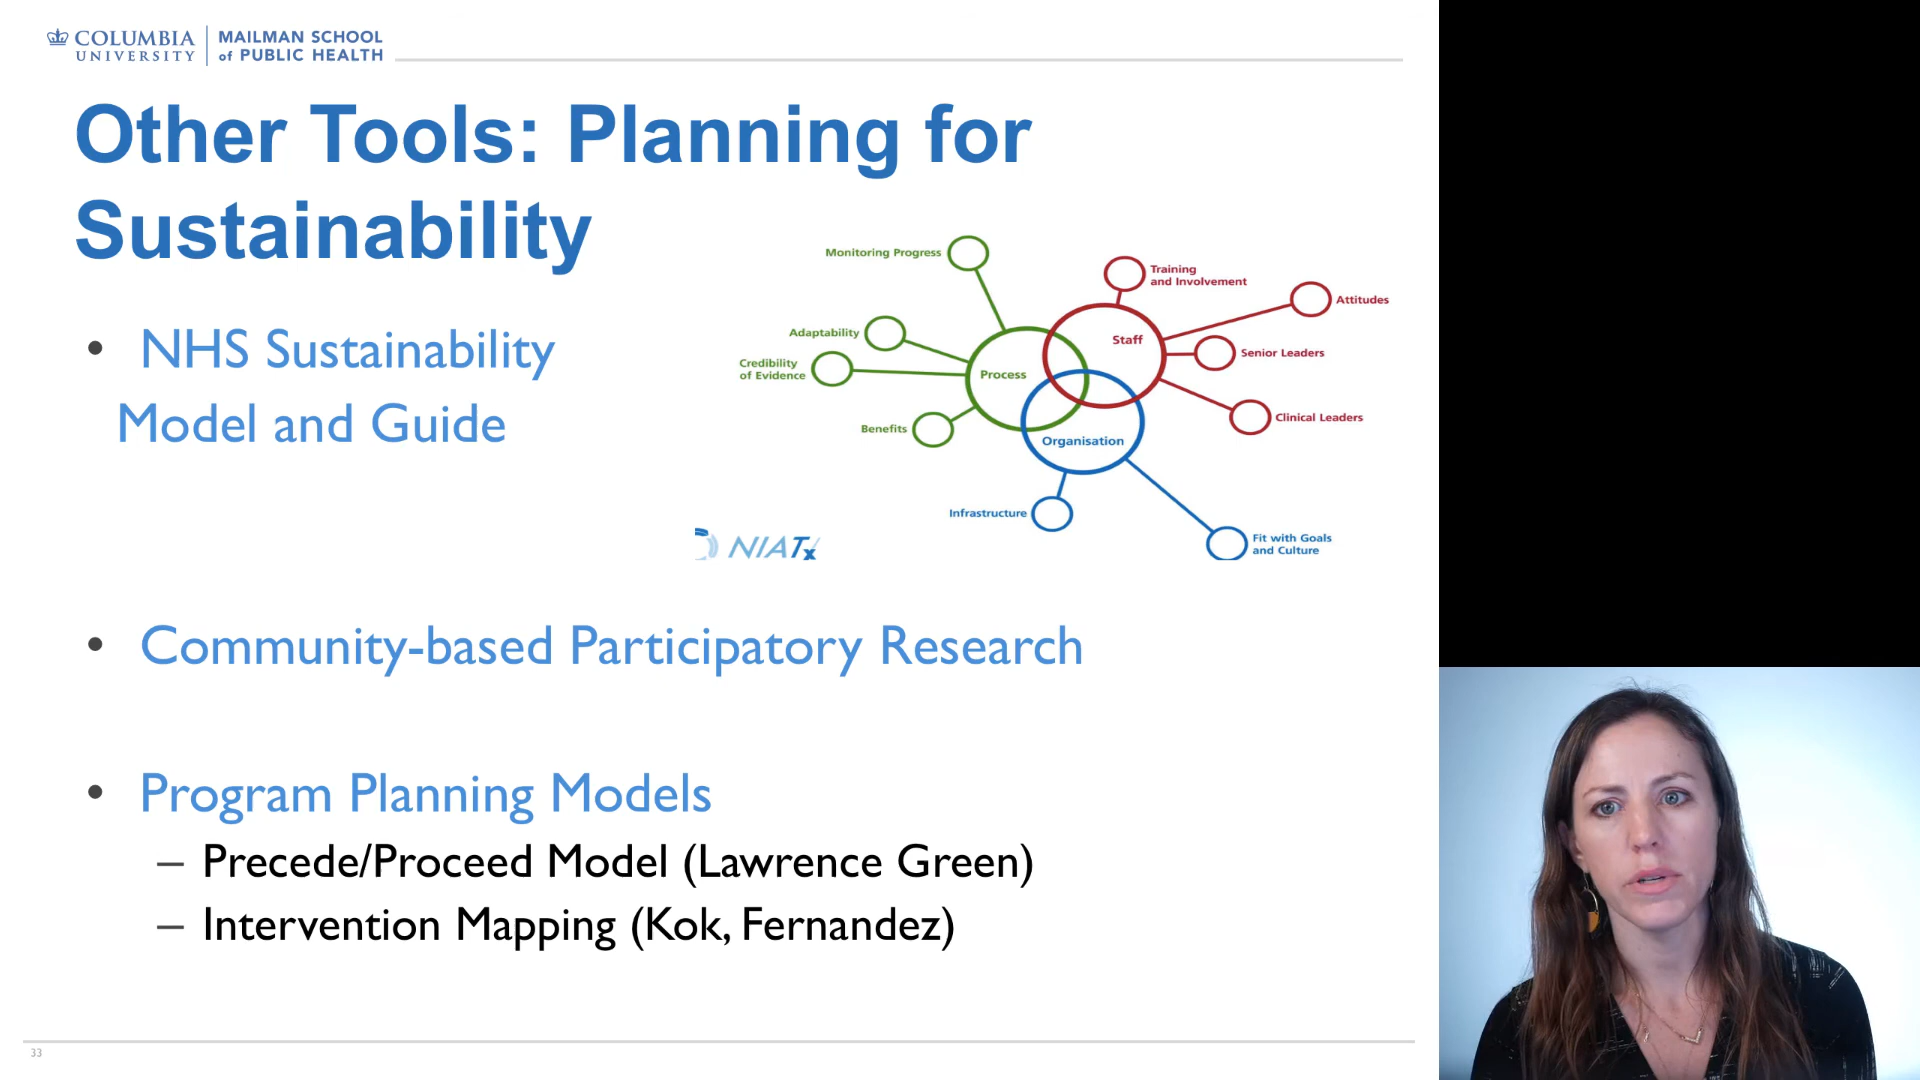 COLUMBIA UNIVERSITY
MAILMAN SCHOOL of PUBLIC HEALTH
Other Tools: Planning for
Sustainability
• NHS Sustainability
Model and Guide
Monitoring Progress
Adaptability
Credibility
of Evidence
Benefits
Process
Training
and Involvement
Attitudes
Staff
Senior Leaders
Clinical Leaders
Organisation
Infrastructure
Fit with Goals
and Culture
NIATx
• Community-based Participatory Research
• Program Planning Models
– Precede/Proceed Model (Lawrence Green)
– Intervention Mapping (Kok, Fernandez)
33